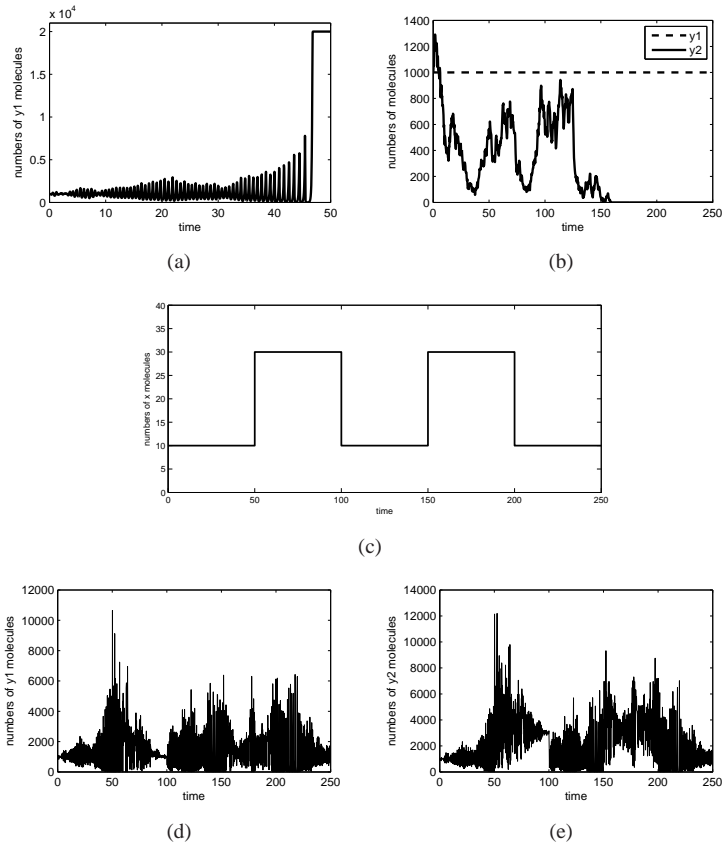 × 10^4
2
1.5
1
0.5
0
0 10 20 30 40 50
time
numbers of y1 molecules
(a)
1400
1200
1000
800
600
400
200
0
0 50 100 150 200 250
time
numbers of molecules
y1
y2
(b)
40
35
30
25
20
15
10
5
0
0 50 100 150 200 250
time
numbers of x molecules
(c)
12000
10000
8000
6000
4000
2000
0
0 50 100 150 200 250
time
numbers of y1 molecules
(d)
14000
12000
10000
8000
6000
4000
2000
0
0 50 100 150 200 250
time
numbers of y2 molecules
(e)